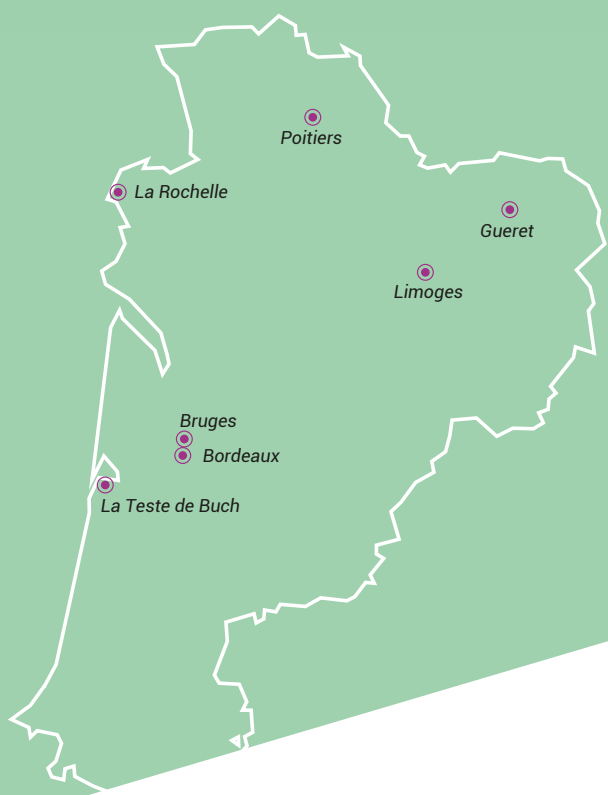 Poitiers
La Rochelle
Gueret
Limoges
Bruges
Bordeaux
La Teste de Buch